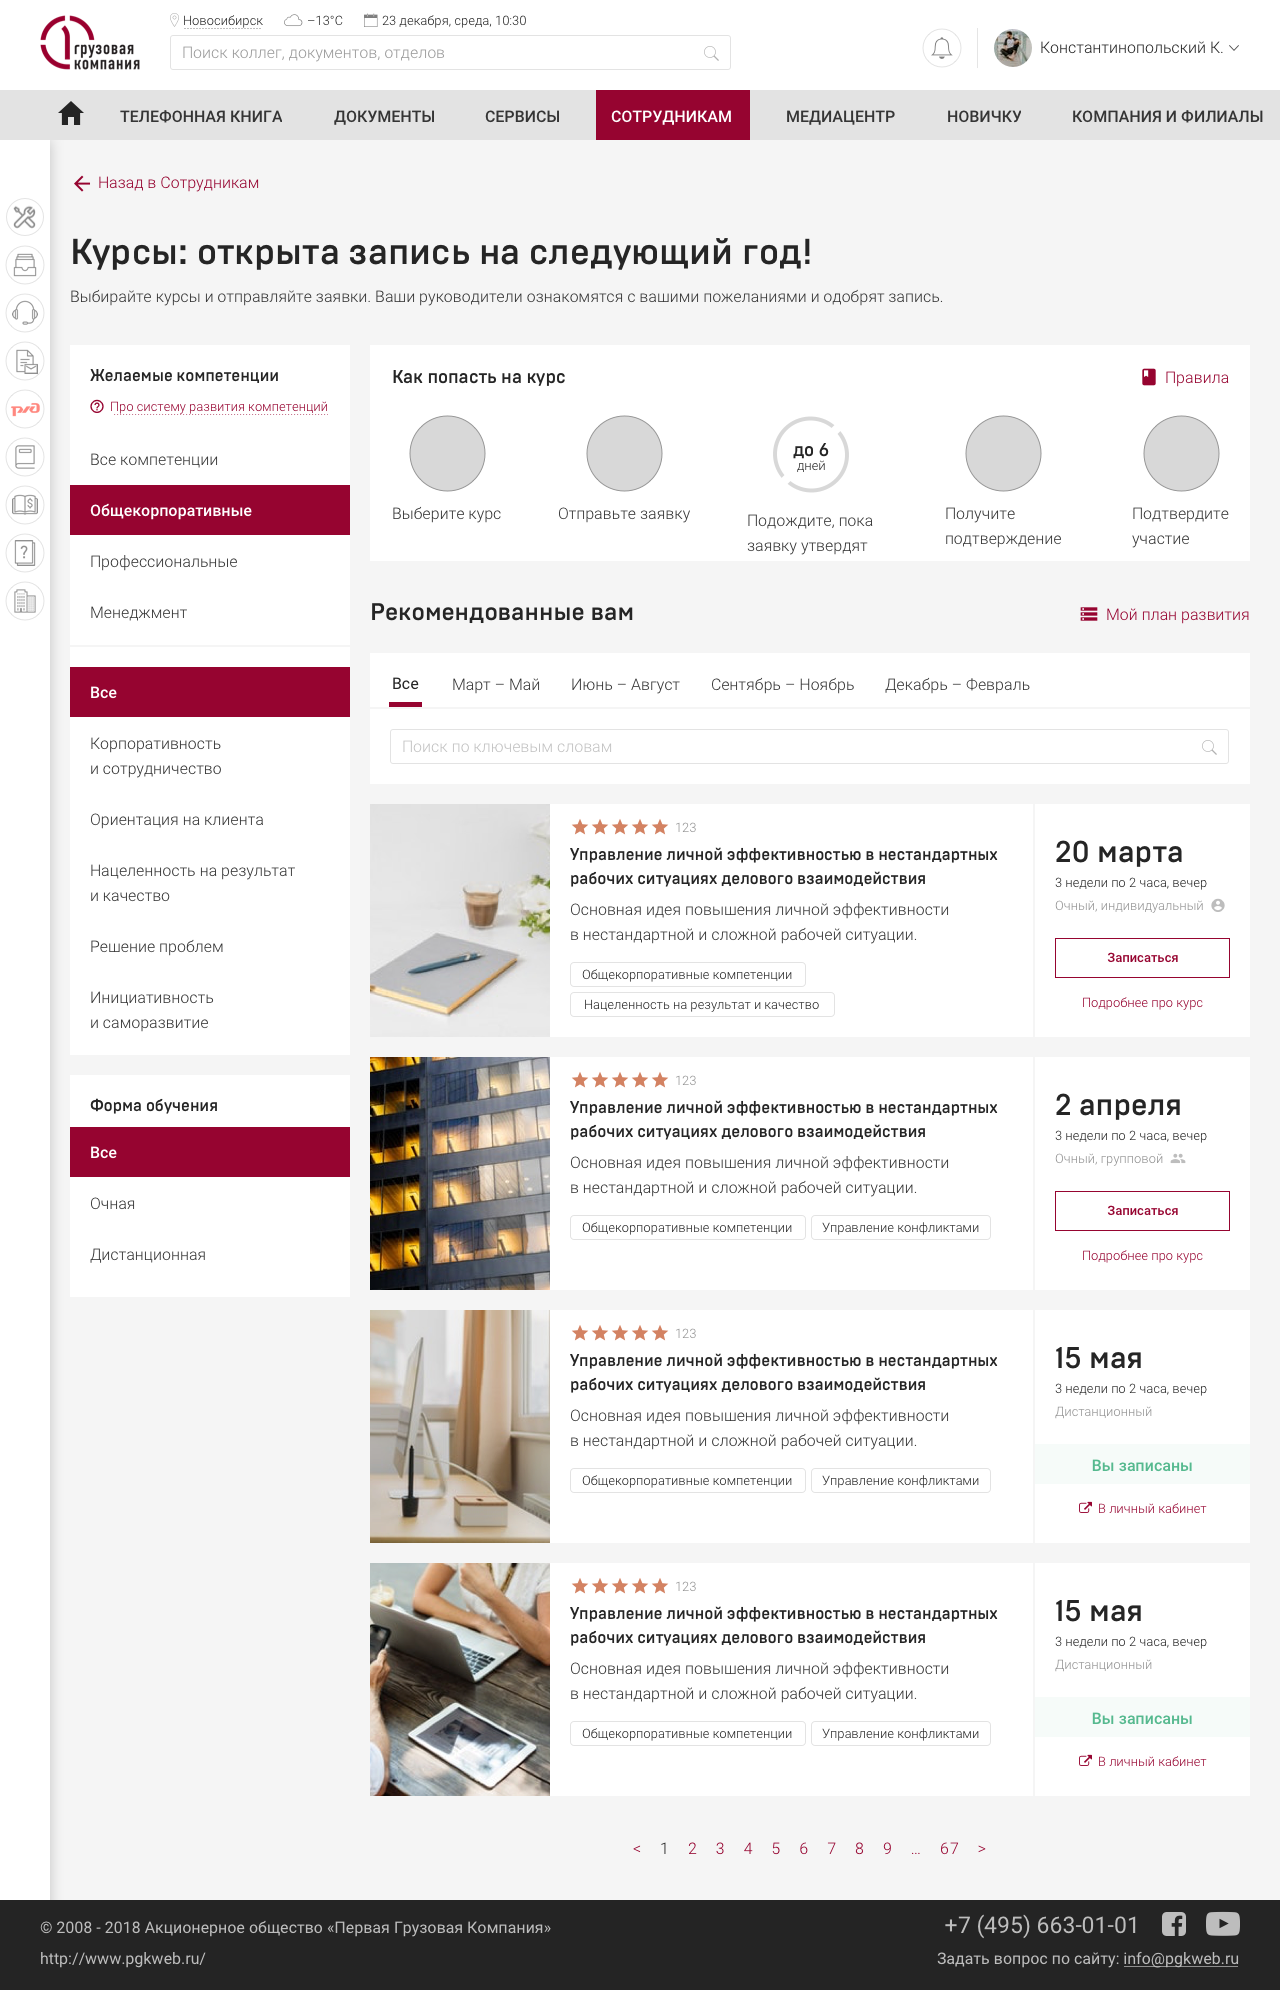 грузовая
компания
Новосибирск
−13°C
23 декабря, среда, 10:30
Поиск коллег, документов, отделов
Константинопольский К.
ТЕЛЕФОННАЯ КНИГА
ДОКУМЕНТЫ
СЕРВИСЫ
СОТРУДНИКАМ
МЕДИАЦЕНТР
НОВИЧКУ
КОМПАНИЯ И ФИЛИАЛЫ
Назад в Сотрудникам
Курсы: открыта запись на следующий год!
Выбирайте курсы и отправляйте заявки. Ваши руководители ознакомятся с вашими пожеланиями и одобрят запись.
Желаемые компетенции
Про систему развития компетенций
Все компетенции
Общекорпоративные
Профессиональные
Менеджмент
Все
Корпоративность
и сотрудничество
Ориентация на клиента
Нацеленность на результат
и качество
Решение проблем
Инициативность
и саморазвитие
Форма обучения
Все
Очная
Дистанционная
Как попасть на курс
Правила
Выберите курс
Отправьте заявку
до 6
дней
Подождите, пока
заявку утвердят
Получите
подтверждение
Подтвердите
участие
Рекомендованные вам
Мой план развития
Все
Март – Май
Июнь – Август
Сентябрь – Ноябрь
Декабрь – Февраль
Поиск по ключевым словам
123
Управление личной эффективностью в нестандартных
рабочих ситуациях делового взаимодействия
Основная идея повышения личной эффективности
в нестандартной и сложной рабочей ситуации.
Общекорпоративные компетенции
Нацеленность на результат и качество
20 марта
3 недели по 2 часа, вечер
Очный, индивидуальный
Записаться
Подробнее про курс
123
Управление личной эффективностью в нестандартных
рабочих ситуациях делового взаимодействия
Основная идея повышения личной эффективности
в нестандартной и сложной рабочей ситуации.
Общекорпоративные компетенции
Управление конфликтами
2 апреля
3 недели по 2 часа, вечер
Очный, групповой
Записаться
Подробнее про курс
123
Управление личной эффективностью в нестандартных
рабочих ситуациях делового взаимодействия
Основная идея повышения личной эффективности
в нестандартной и сложной рабочей ситуации.
Общекорпоративные компетенции
Управление конфликтами
15 мая
3 недели по 2 часа, вечер
Дистанционный
Вы записаны
В личный кабинет
123
Управление личной эффективностью в нестандартных
рабочих ситуациях делового взаимодействия
Основная идея повышения личной эффективности
в нестандартной и сложной рабочей ситуации.
Общекорпоративные компетенции
Управление конфликтами
15 мая
3 недели по 2 часа, вечер
Дистанционный
Вы записаны
В личный кабинет
< 1 2 3 4 5 6 7 8 9 ... 67 >
© 2008 - 2018 Акционерное общество «Первая Грузовая Компания»
http://www.pgkweb.ru/
+7 (495) 663-01-01
Задать вопрос по сайту: info@pgkweb.ru